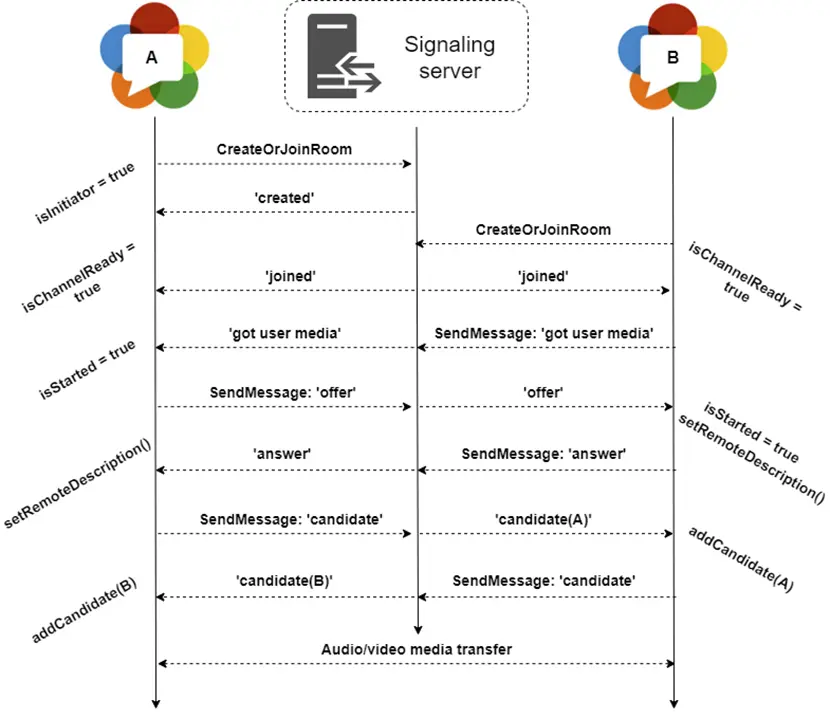 A
Signaling
server
B
CreateOrJoinRoom
isInitiator = true
'created'
CreateOrJoinRoom
isChannelReady =
true
'joined'
'joined'
isChannelReady =
true
'got user media'
SendMessage: 'got user media'
isStarted = true
SendMessage: 'offer'
'offer'
isStarted = true
setRemoteDescription()
'answer'
SendMessage: 'answer'
setRemoteDescription()
SendMessage: 'candidate'
'candidate(A)'
addCandidate(A)
'candidate(B)'
SendMessage: 'candidate'
addCandidate(B)
Audio/video media transfer